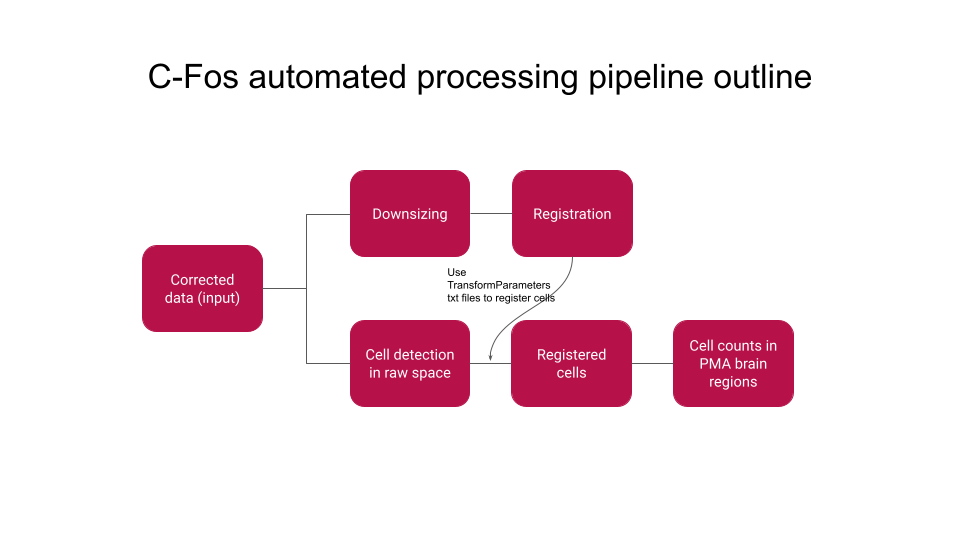 C-Fos automated processing pipeline outline
Downsizing
Registration
Corrected
data (input)
Use
TransformParameters
txt files to register cells
Cell detection
in raw space
Registered
cells
Cell counts in
PMA brain
regions